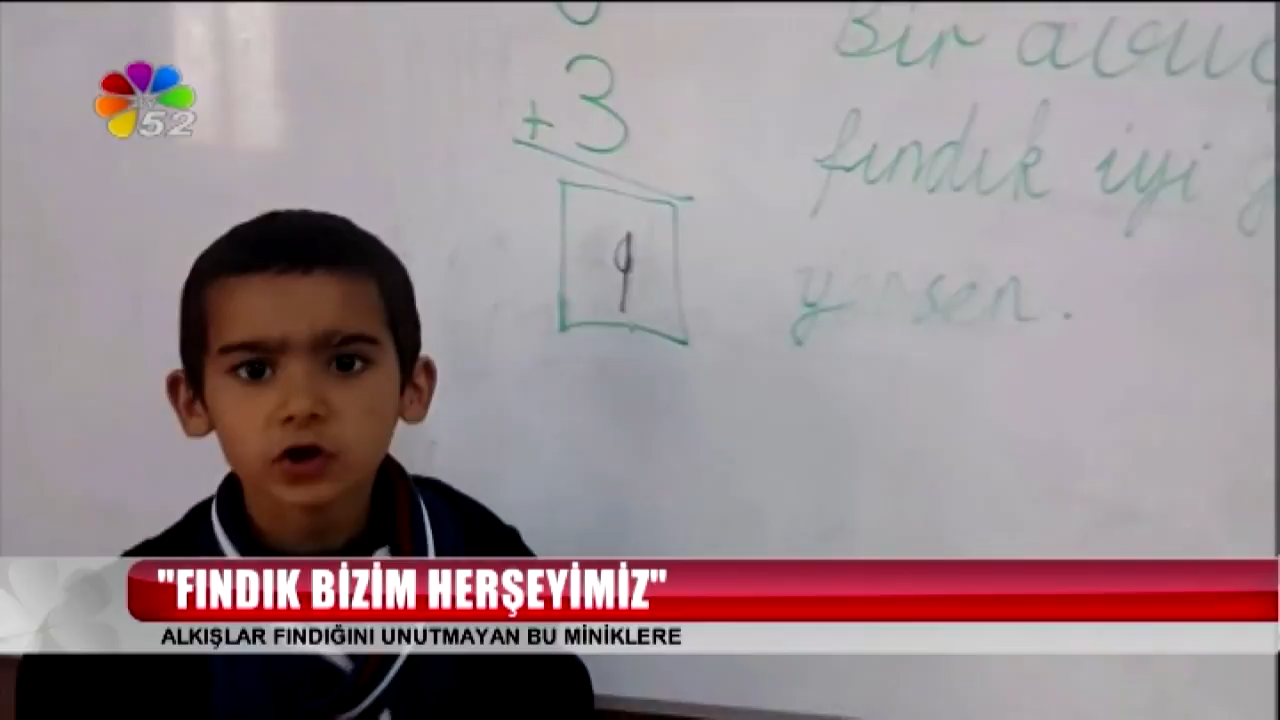 52
+3
9
Bir avuç
fındık iyi
yersen.
"FINDIK BİZİM HERŞEYİMİZ"
ALKIŞLAR FINDIĞINI UNUTMAYAN BU MİNİKLERE